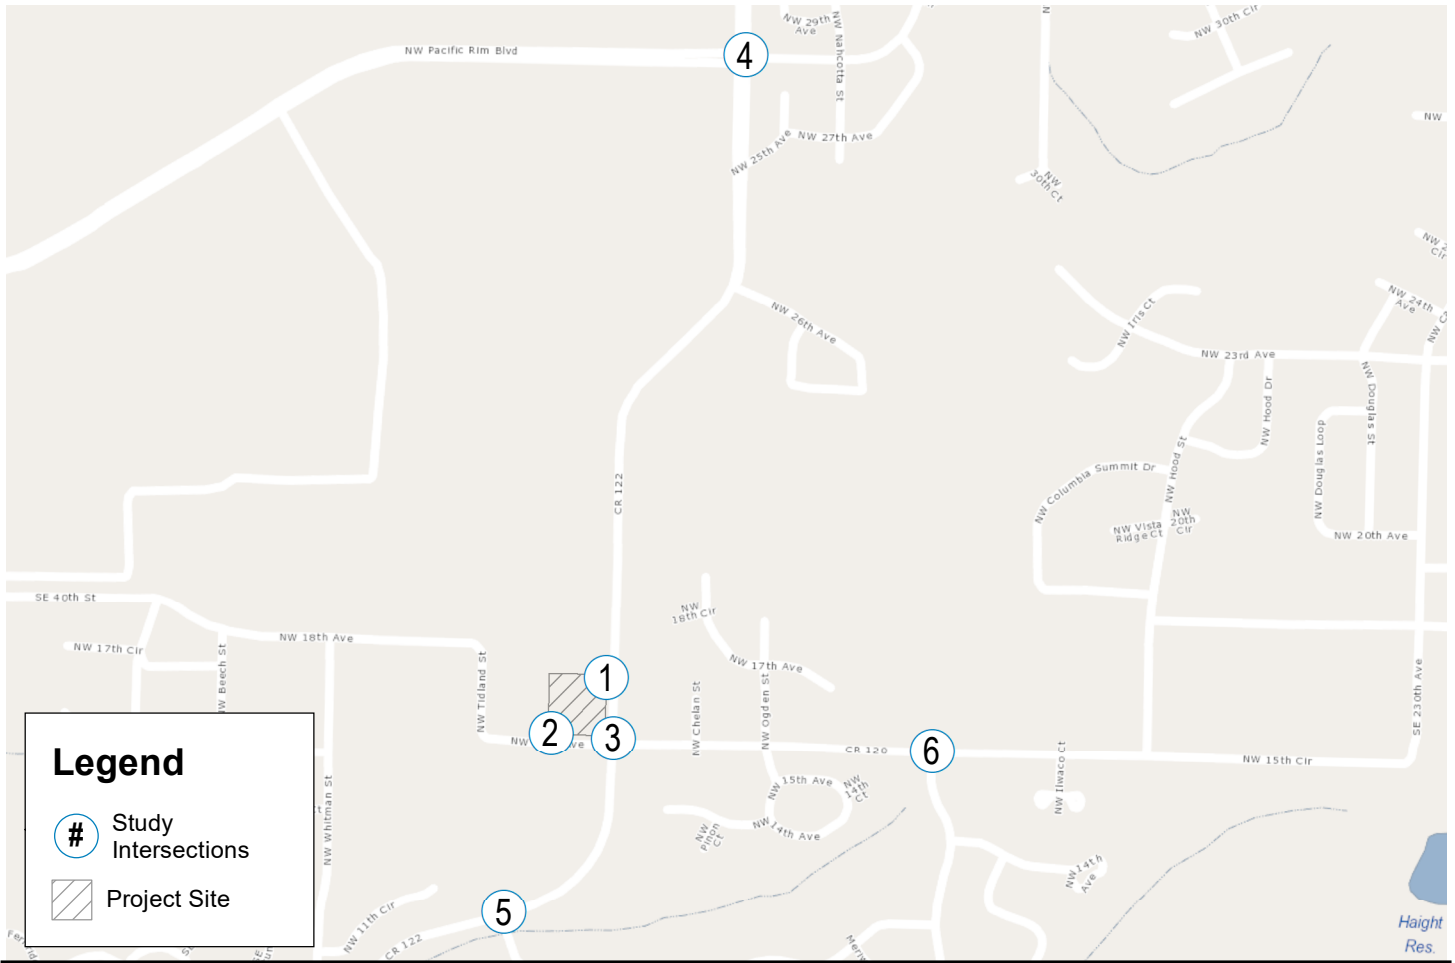 NW 29th
Ave
NW Nahcotta St
N
NW 30th Cir
NW Pacific Rim Blvd
4
NW 25th Ave
NW 27th Ave
NW
30th Ct
NW
NW 26th Ave
NW Iris Ct
NW 24th
Ave
NW 23rd Ave
NW Hood Dr
NW Douglas St
NW Douglas Loop
NW Hood St
NW Columbia Summit Dr
NW Vista
Ridge Ct
NW
20th
Cir
NW 20th Ave
CR 122
SE 40th St
NW 18th Ave
NW 17th Cir
NW Beech St
NW Tidland St
NW
18th Cir
NW 17th Ave
NW Chelan St
NW Ogden St
SE 230th Ave
1
2
3
NW
ve
CR 120
6
NW 15th Cir
NW Ilwaco Ct
NW 15th Ave
NW
14th
Ct
NW 14th Ave
NW
Pinon
Ct
NW 14th
Ave
NW Whitman St
5
NW 11th Cir
CR 122
Haight
Res.
Legend
#
Study
Intersections
Project Site